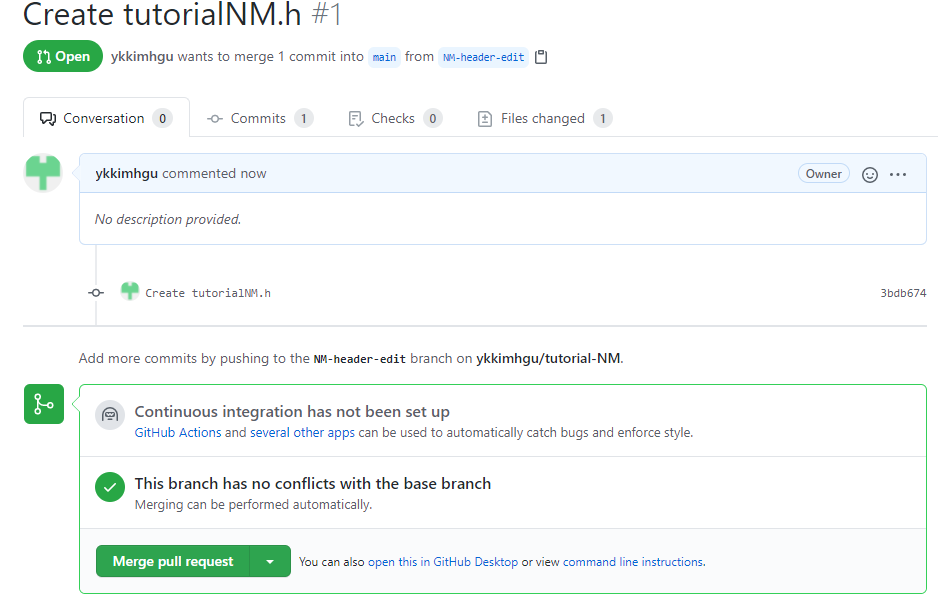 Create tutorialNM.h #1
Open ykkimhgu wants to merge 1 commit into main from NM-header-edit
Conversation 0 Commits 1 Checks 0 Files changed 1
ykkimhgu commented now Owner
No description provided.
Create tutorialNM.h 3bdb674
Add more commits by pushing to the NM-header-edit branch on ykkimhgu/tutorial-NM.
Continuous integration has not been set up
GitHub Actions and several other apps can be used to automatically catch bugs and enforce style.
This branch has no conflicts with the base branch
Merging can be performed automatically.
Merge pull request You can also open this in GitHub Desktop or view command line instructions.